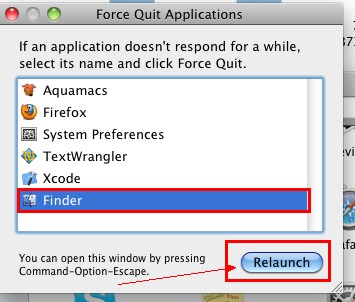 Force Quit Applications
If an application doesn't respond for a while,
select its name and click Force Quit.
Aquamacs
Firefox
System Preferences
TextWrangler
Xcode
Finder
You can open this window by pressing
Command-Option-Escape.
Relaunch